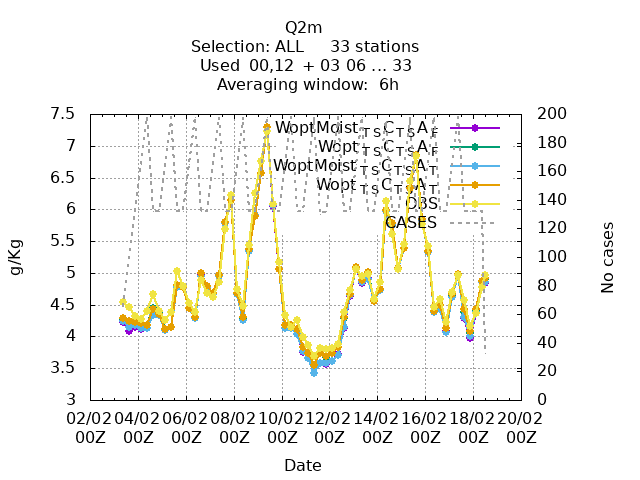 Q2m
Selection: ALL 33 stations
Used 00,12 + 03 06 ... 33
Averaging window: 6h
7.5
7
6.5
6
5.5
5
4.5
4
3.5
3
g/Kg
200
180
160
140
120
100
80
60
40
20
0
No cases
WoptMoist_TSC_TSA_F
Wopt_TSC_TSA_F
WoptMoist_TSC_TSA_T
Wopt_TSC_TSA_T
OBS
CASES
02/02 04/02 06/02 08/02 10/02 12/02 14/02 16/02 18/02 20/02
00Z 00Z 00Z 00Z 00Z 00Z 00Z 00Z 00Z 00Z
Date